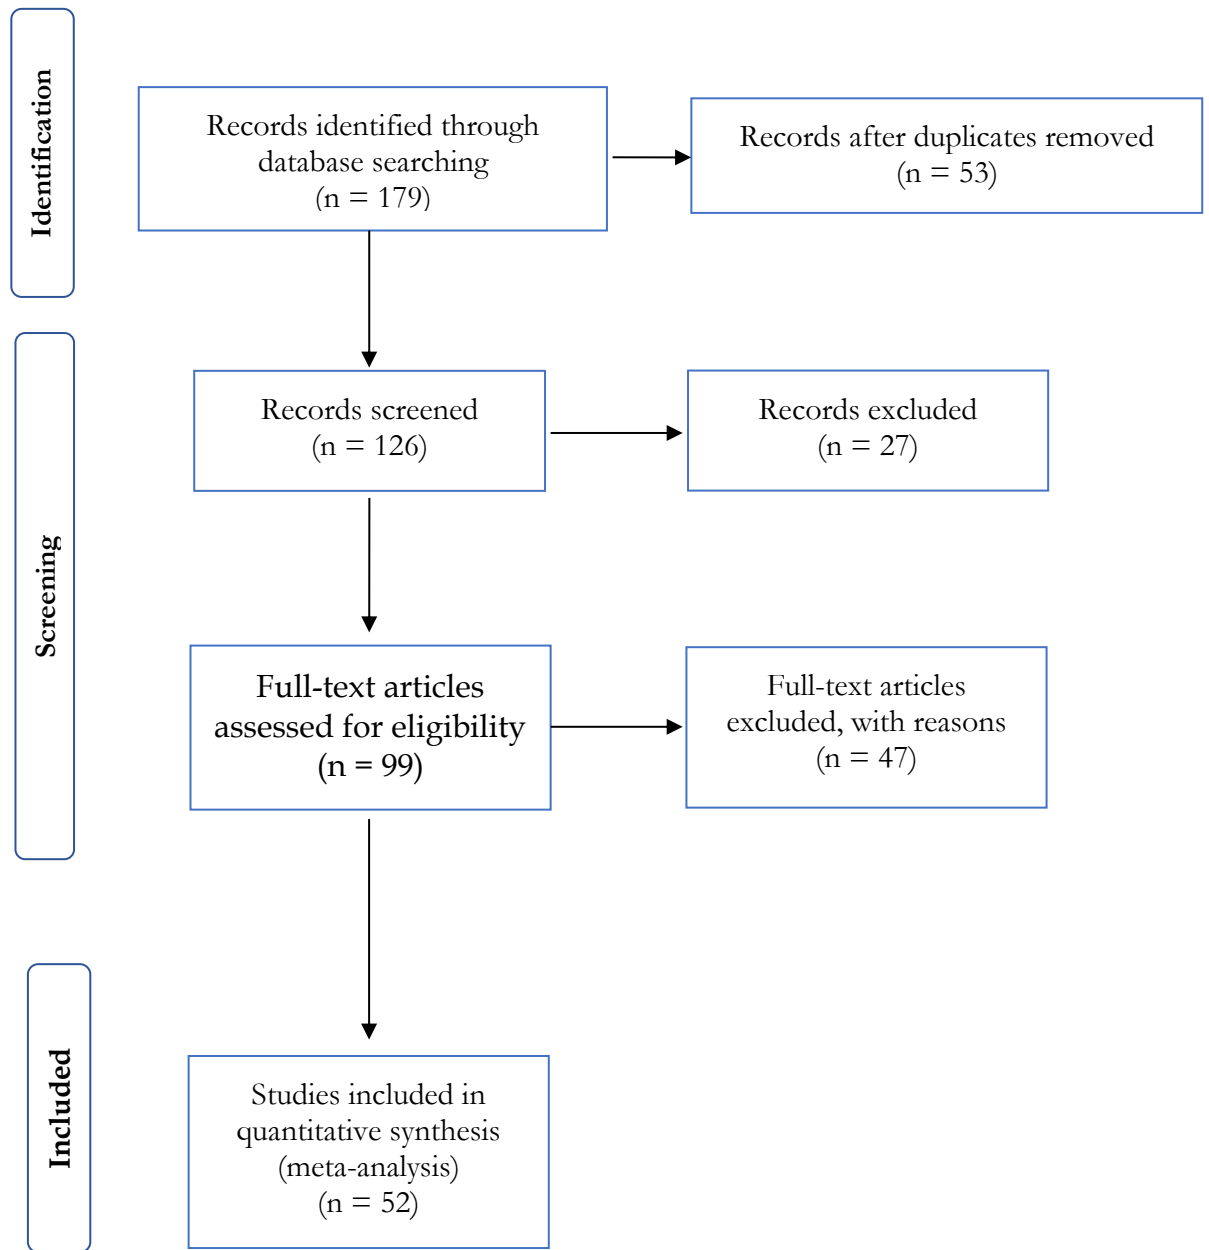 Identification
Records identified through
database searching
(n = 179)
Records after duplicates removed
(n = 53)
Screening
Records screened
(n = 126)
Records excluded
(n = 27)
Full-text articles
assessed for eligibility
(n = 99)
Full-text articles
excluded, with reasons
(n = 47)
Included
Studies included in
quantitative synthesis
(meta-analysis)
(n = 52)